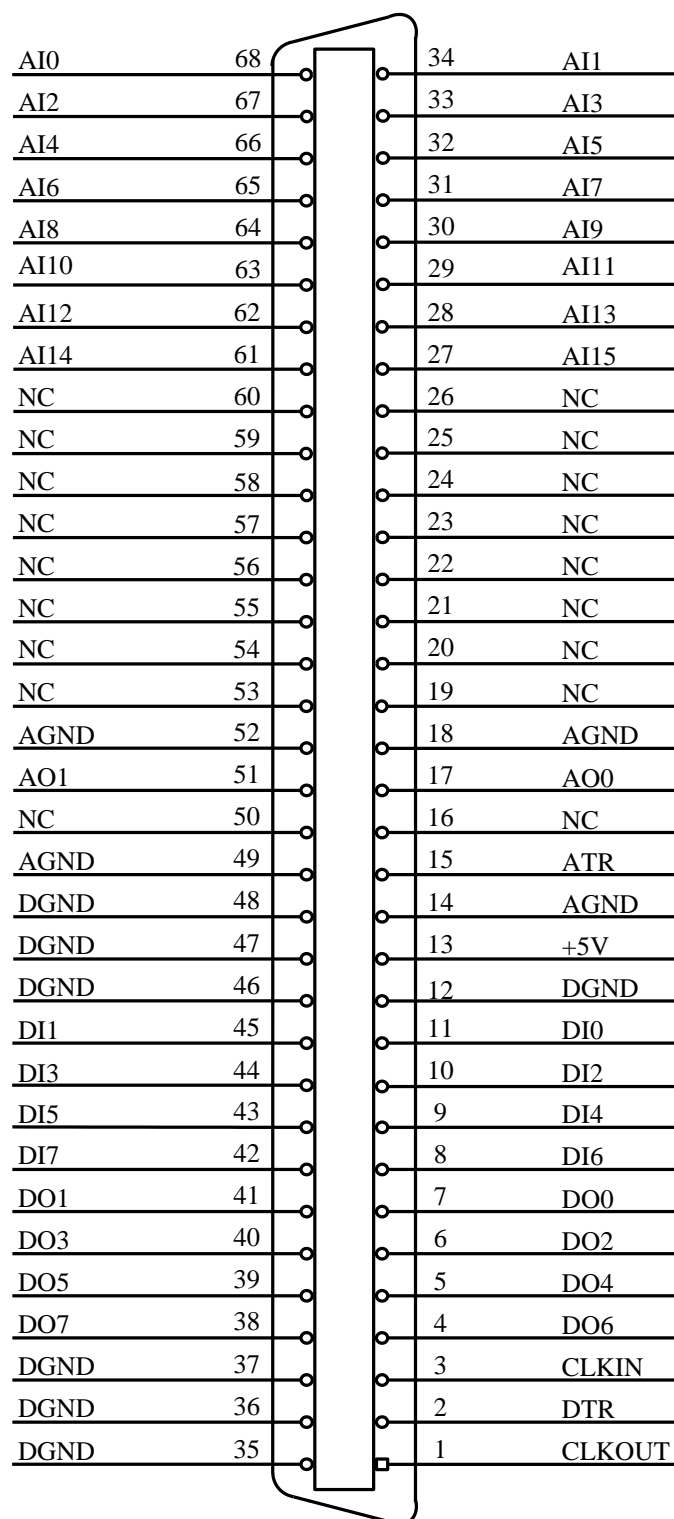 AI0 68 34 AI1
AI2 67 33 AI3
AI4 66 32 AI5
AI6 65 31 AI7
AI8 64 30 AI9
AI10 63 29 AI11
AI12 62 28 AI13
AI14 61 27 AI15
NC 60 26 NC
NC 59 25 NC
NC 58 24 NC
NC 57 23 NC
NC 56 22 NC
NC 55 21 NC
NC 54 20 NC
NC 53 19 NC
AGND 52 18 AGND
AO1 51 17 AO0
NC 50 16 NC
AGND 49 15 ATR
DGND 48 14 AGND
DGND 47 13 +5V
DGND 46 12 DGND
DI1 45 11 DI0
DI3 44 10 DI2
DI5 43 9 DI4
DI7 42 8 DI6
DO1 41 7 DO0
DO3 40 6 DO2
DO5 39 5 DO4
DO7 38 4 DO6
DGND 37 3 CLKIN
DGND 36 2 DTR
DGND 35 1 CLKOUT